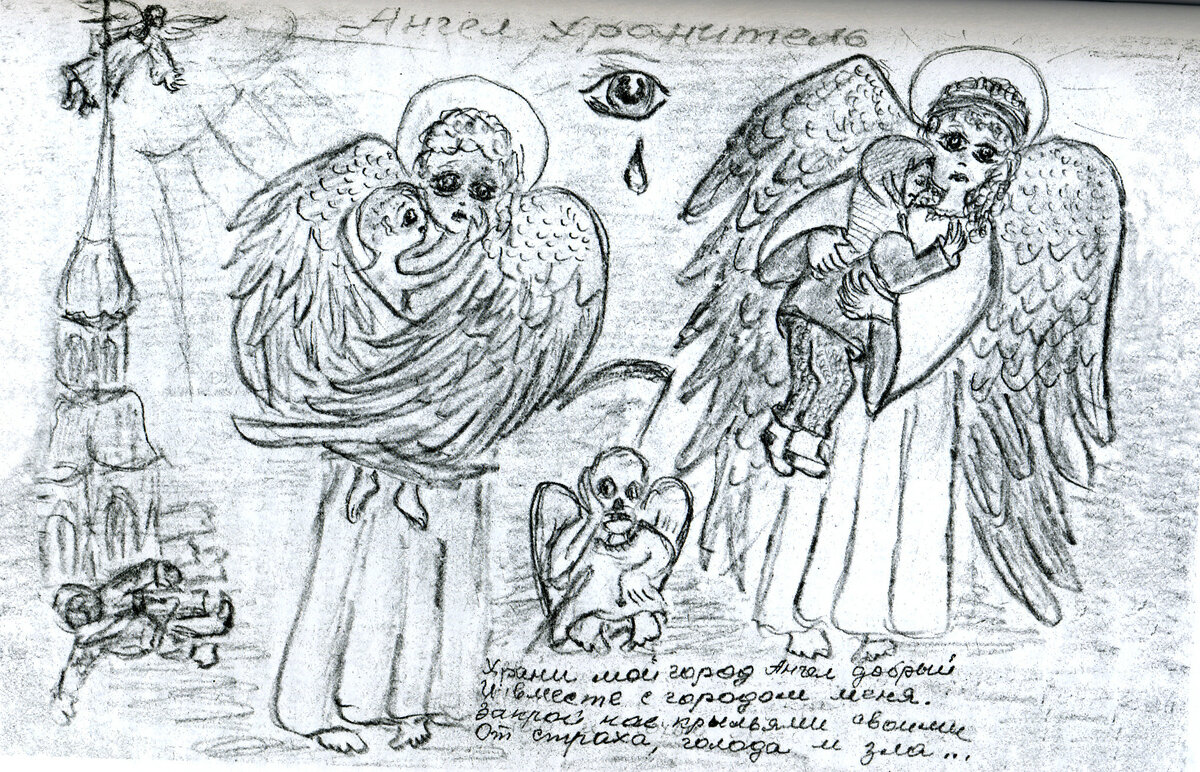 Ангел Хранитель
Храни мой город Ангел добрый
И вместе с городом меня.
Закрой нас крыльями своими
От страха, голода и зла...